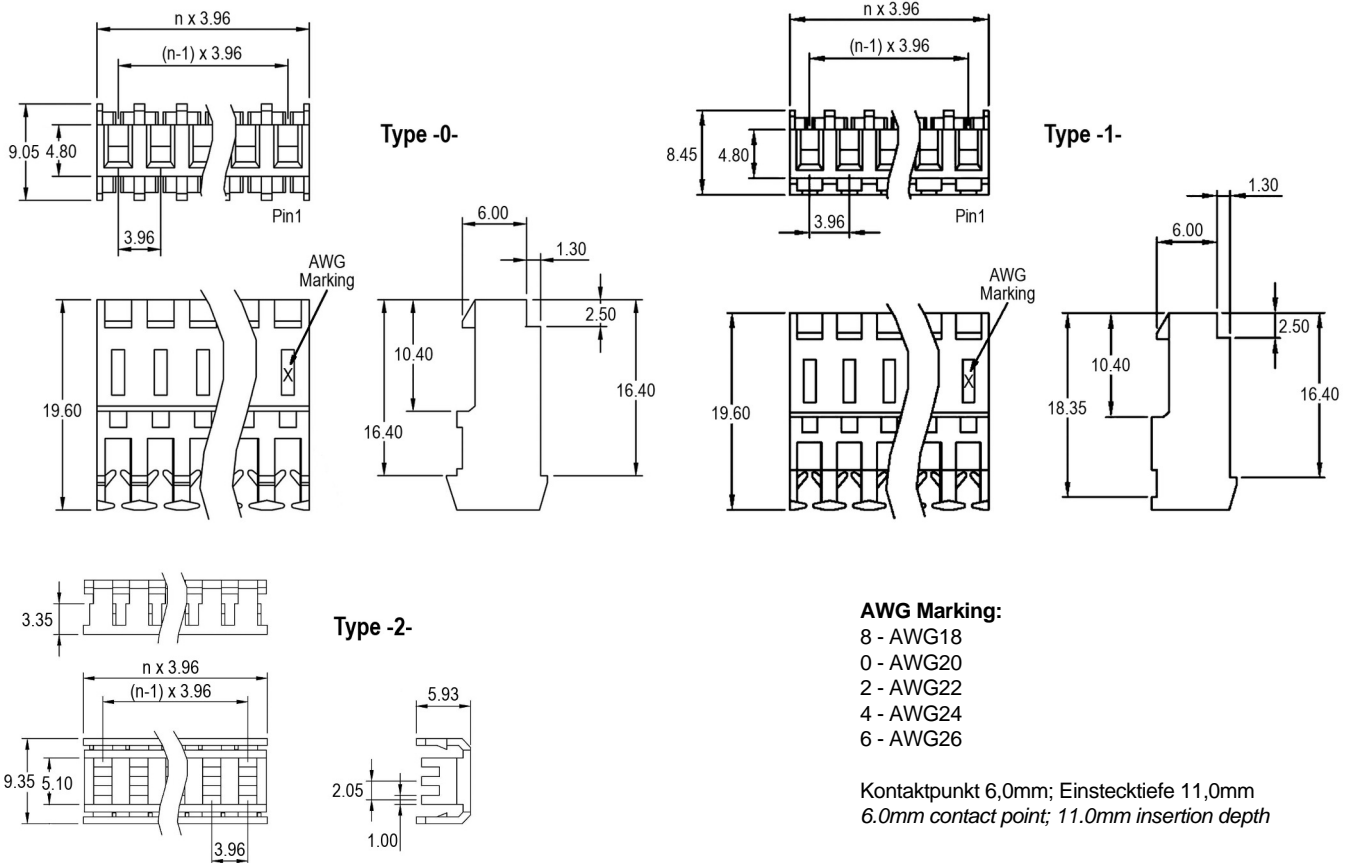 n x 3.96
(n-1) x 3.96
9.05
4.80
Type -0-
Pin1
3.96
6.00
1.30
AWG
Marking
X
2.50
10.40
19.60
16.40
16.40
n x 3.96
(n-1) x 3.96
8.45
4.80
Type -1-
Pin1
3.96
1.30
6.00
AWG
Marking
X
2.50
10.40
19.60
18.35
16.40
3.35
Type -2-
n x 3.96
(n-1) x 3.96
9.35
5.10
3.96
5.93
2.05
1.00
AWG Marking:
8 - AWG18
0 - AWG20
2 - AWG22
4 - AWG24
6 - AWG26
Kontaktpunkt 6,0mm; Einstecktiefe 11,0mm
6.0mm contact point; 11.0mm insertion depth